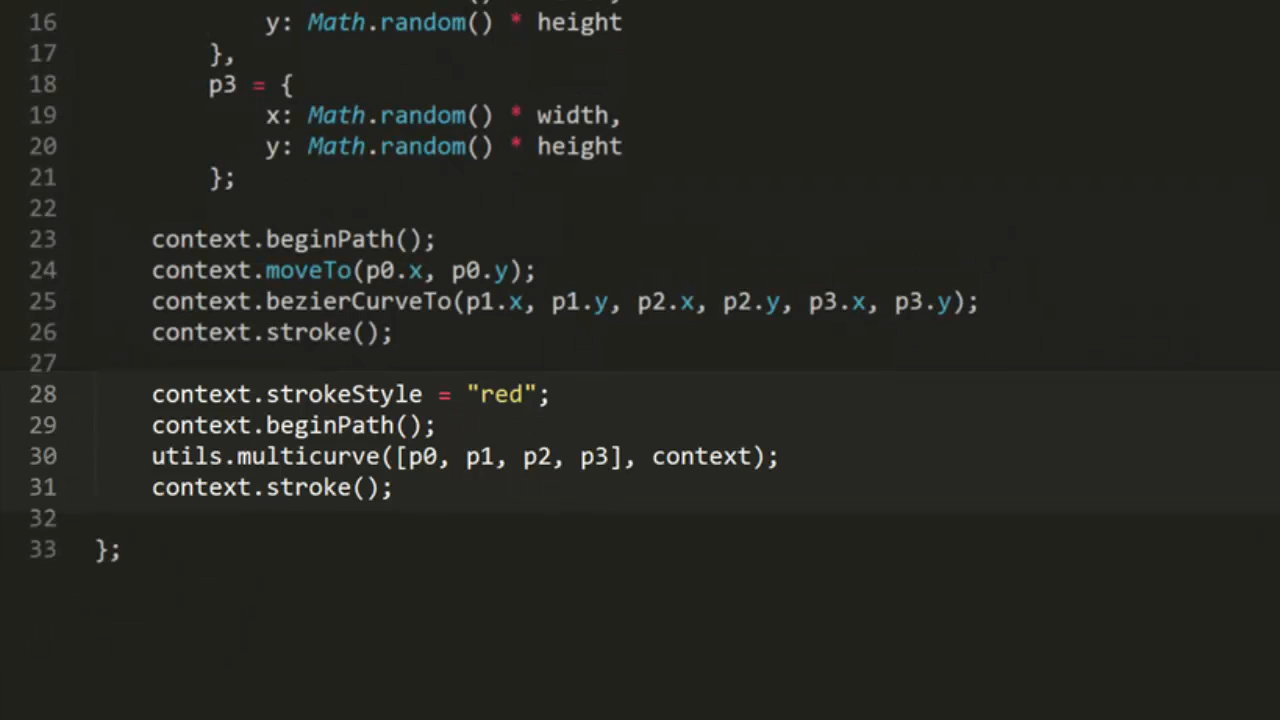 16 y: Math.random() * height
17 },
18 p3 = {
19 x: Math.random() * width,
20 y: Math.random() * height
21 };
22
23 context.beginPath();
24 context.moveTo(p0.x, p0.y);
25 context.bezierCurveTo(p1.x, p1.y, p2.x, p2.y, p3.x, p3.y);
26 context.stroke();
27
28 context.strokeStyle = "red";
29 context.beginPath();
30 utils.multicurve([p0, p1, p2, p3], context);
31 context.stroke();
32
33 };